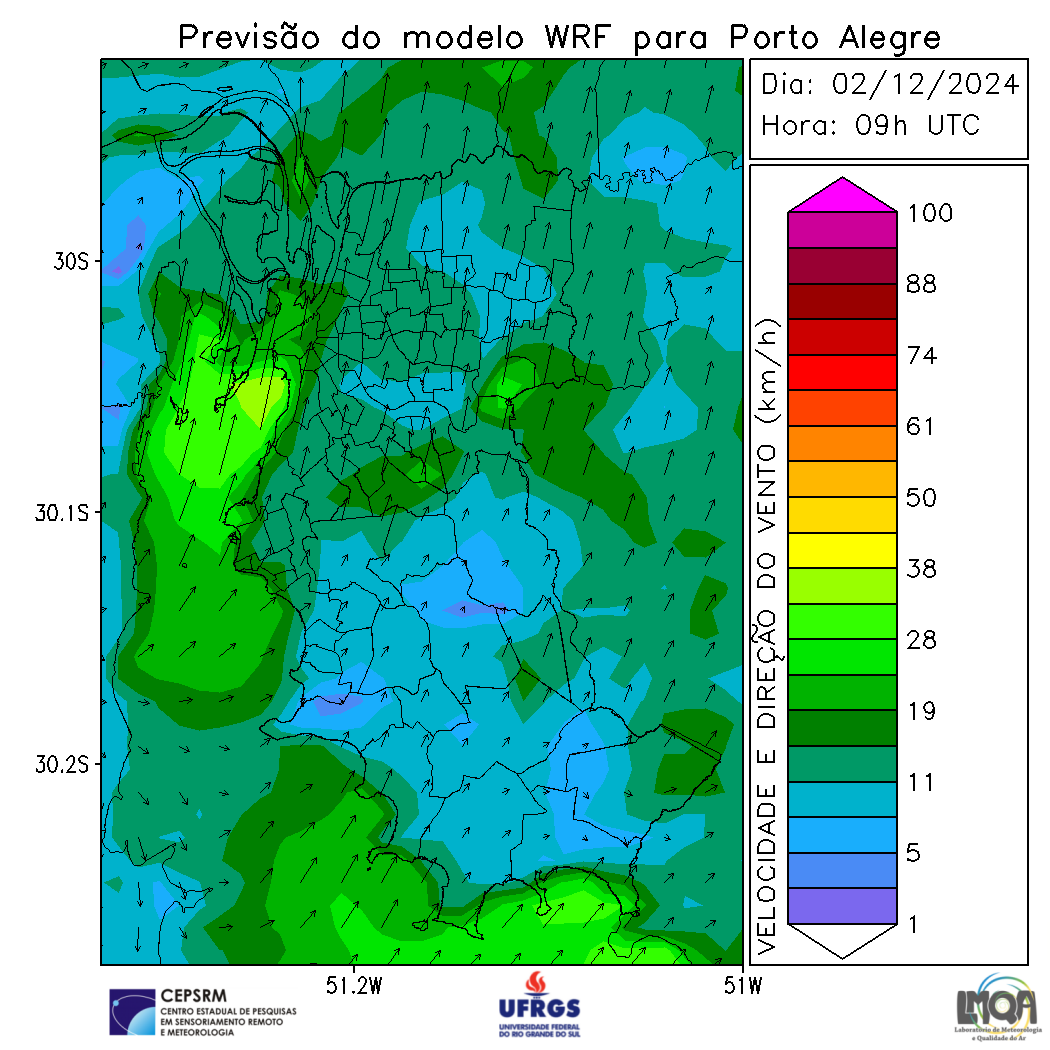 Previsão do modelo WRF para Porto Alegre
Dia: 02/12/2024
Hora: 09h UTC
30S
30.1S
30.2S
51.2W
51W
VELOCIDADE E DIREÇÃO DO VENTO (km/h)
100
88
74
61
50
38
28
19
11
5
1
CEPSRM
CENTRO ESTADUAL DE PESQUISAS
EM SENSORIAMENTO REMOTO
E METEOROLOGIA
UFRGS
UNIVERSIDADE FEDERAL
DO RIO GRANDE DO SUL
LMQA
Laboratório de Meteorologia
e Qualidade do Ar